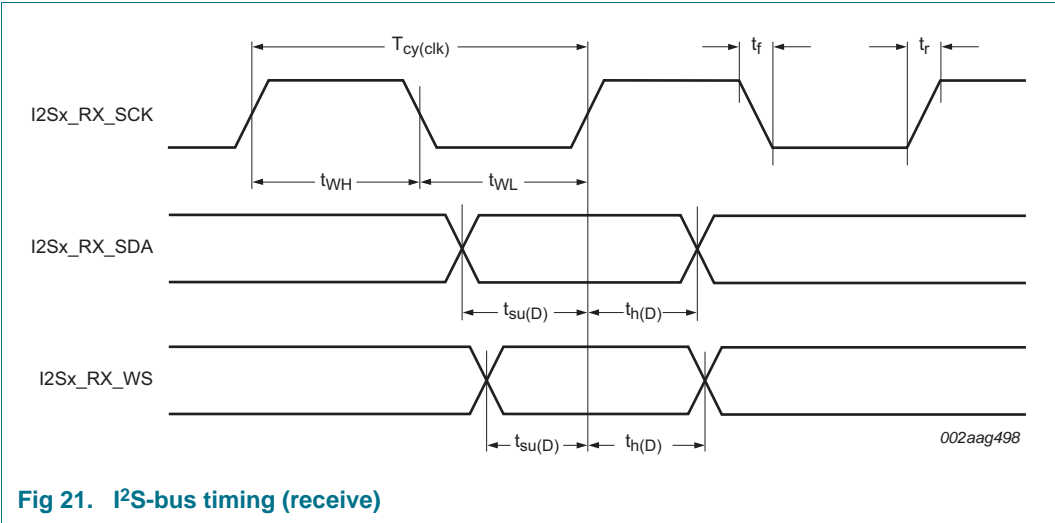 T_cy(clk) t_f t_r
I2Sx_RX_SCK
t_WH t_WL
I2Sx_RX_SDA
t_su(D) t_h(D)
I2Sx_RX_WS
t_su(D) t_h(D)
002aag498
Fig 21. I²S-bus timing (receive)